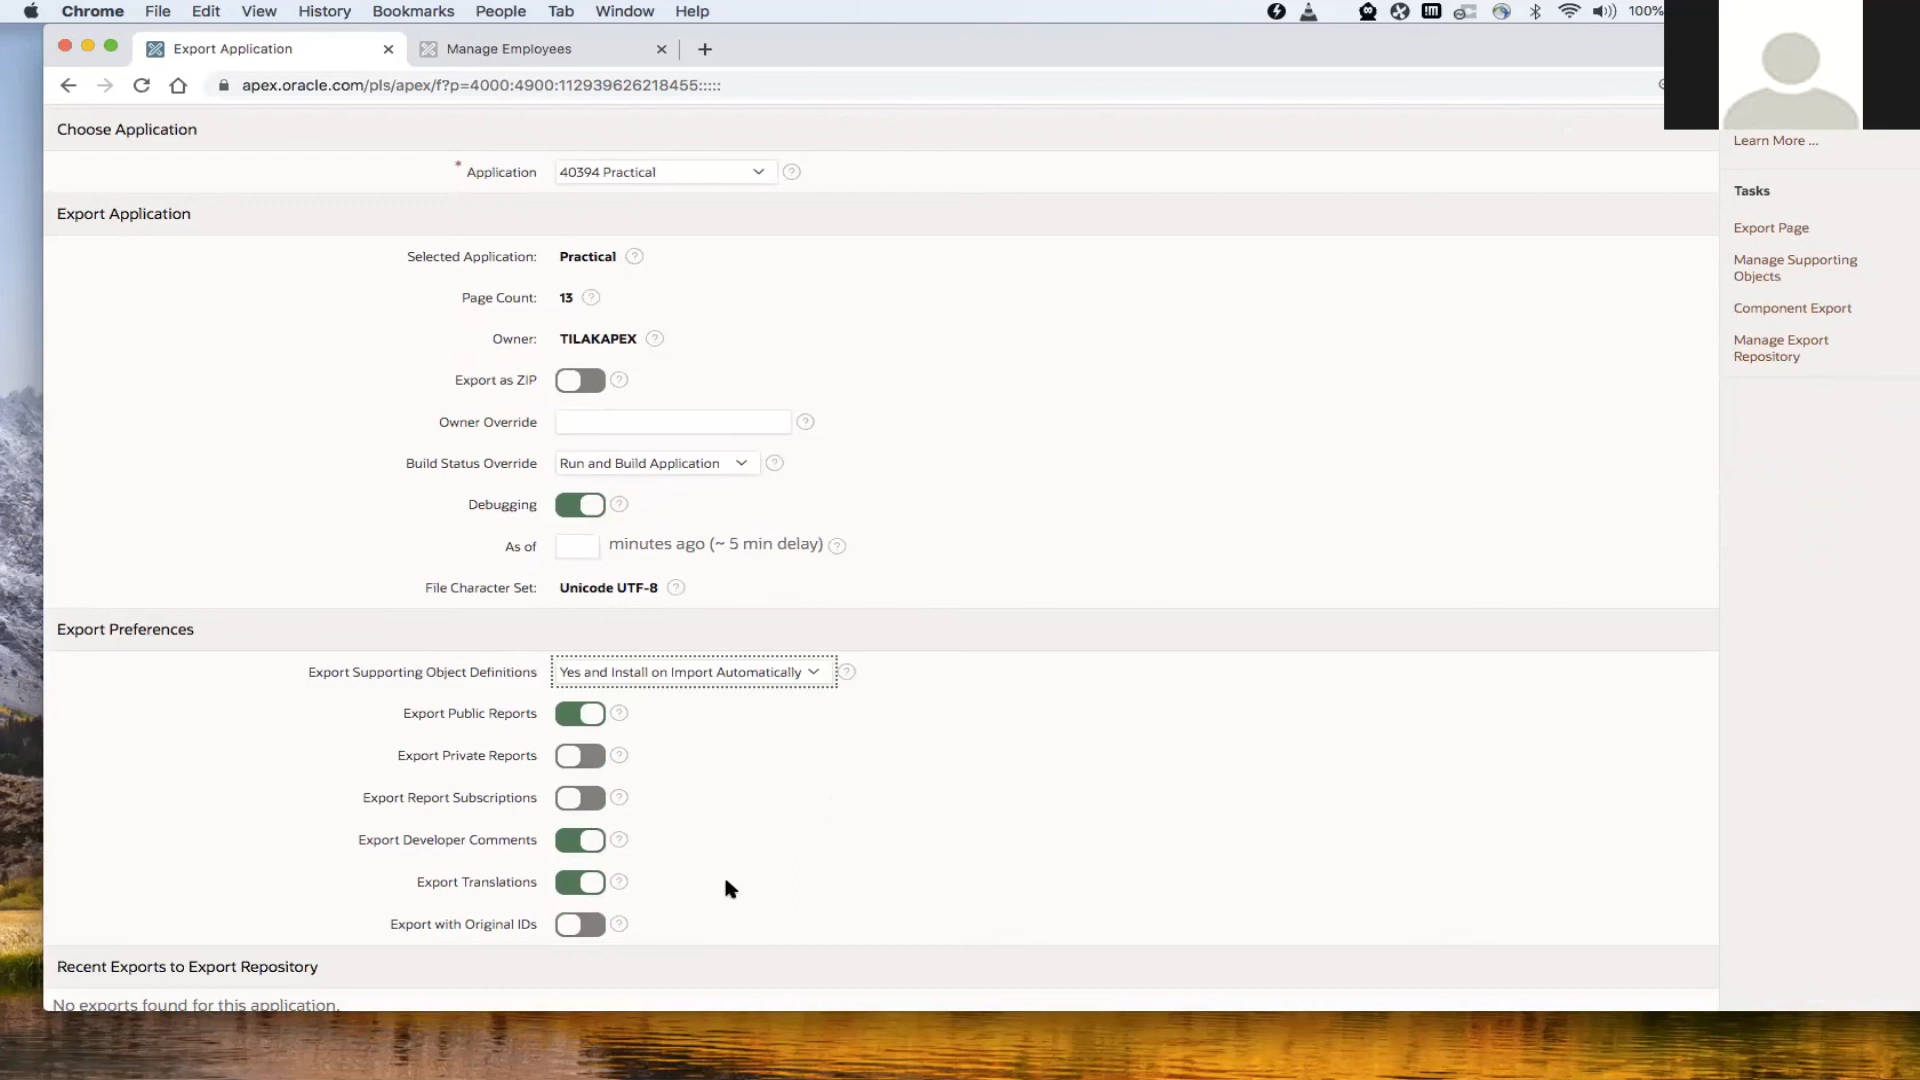 Chrome File Edit View History Bookmarks People Tab Window Help 100%
Export Application Manage Employees
apex.oracle.com/pls/apex/f?p=4000:4900:112939626218455:::::
Choose Application
* Application 40394 Practical ?
Export Application
Selected Application: Practical ?
Page Count: 13 ?
Owner: TILAKAPEX ?
Export as ZIP ?
Owner Override ?
Build Status Override Run and Build Application ?
Debugging ?
As of minutes ago (~ 5 min delay) ?
File Character Set: Unicode UTF-8 ?
Export Preferences
Export Supporting Object Definitions Yes and Install on Import Automatically ?
Export Public Reports ?
Export Private Reports ?
Export Report Subscriptions ?
Export Developer Comments ?
Export Translations ?
Export with Original IDs ?
Recent Exports to Export Repository
No exports found for this application.
Learn More ...
Tasks
Export Page
Manage Supporting
Objects
Component Export
Manage Export
Repository